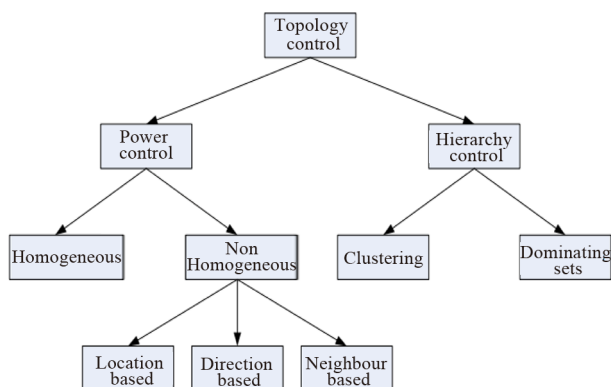 Topology
control
Power
control
Hierarchy
control
Homogeneous
Non
Homogeneous
Clustering
Dominating
sets
Location
based
Direction
based
Neighbour
based